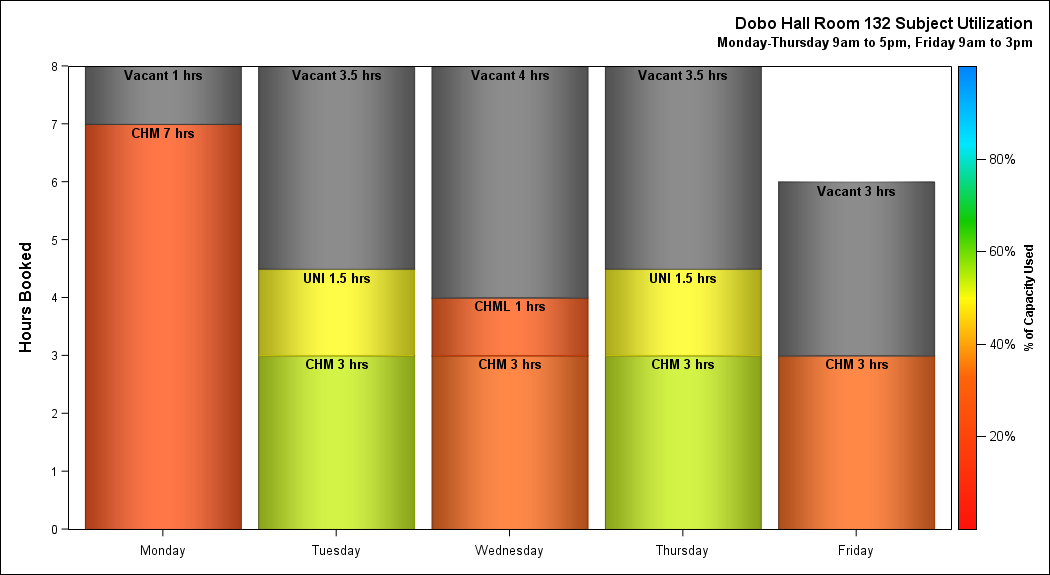 Dobo Hall Room 132 Subject Utilization
Monday-Thursday 9am to 5pm, Friday 9am to 3pm
Hours Booked
8
7
6
5
4
3
2
1
0
Vacant 1 hrs
CHM 7 hrs
Vacant 3.5 hrs
UNI 1.5 hrs
CHM 3 hrs
Vacant 4 hrs
CHML 1 hrs
CHM 3 hrs
Vacant 3.5 hrs
UNI 1.5 hrs
CHM 3 hrs
Vacant 3 hrs
CHM 3 hrs
Monday
Tuesday
Wednesday
Thursday
Friday
80%
60%
40%
20%
% of Capacity Used